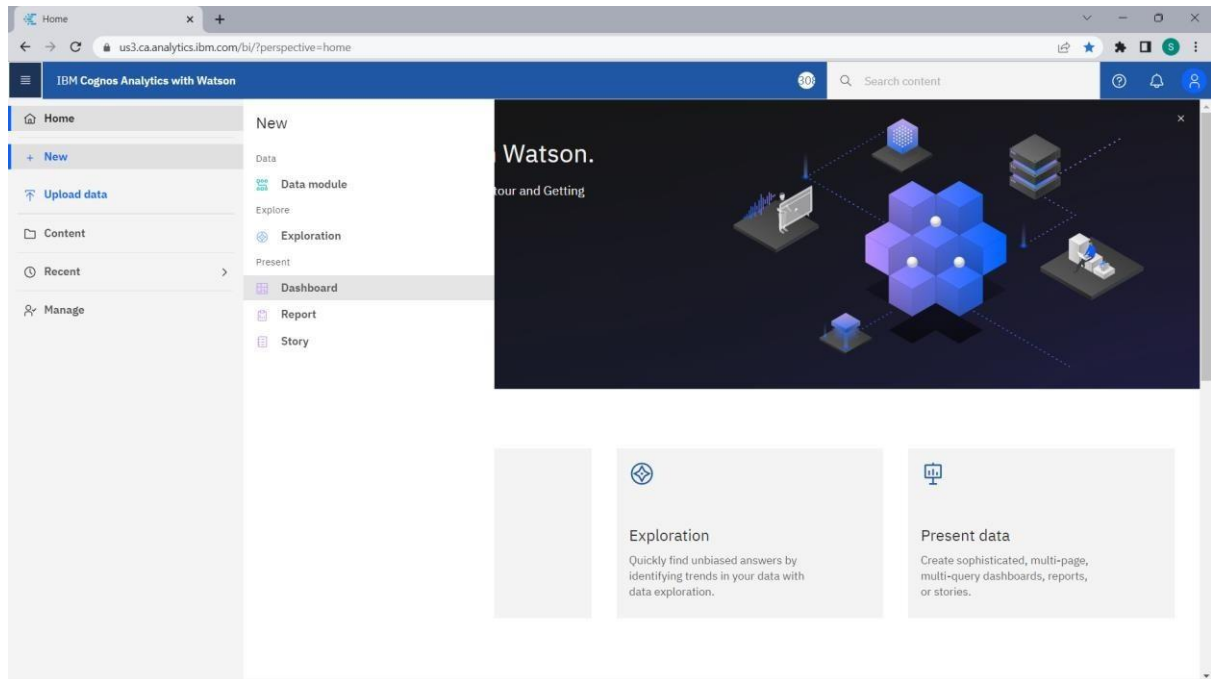 Home
us3.ca.analytics.ibm.com/bi/?perspective=home
S
IBM Cognos Analytics with Watson
Search content
Home
New
Upload data
Content
Recent
Manage
New
Data
Data module
Explore
Exploration
Present
Dashboard
Report
Story
Watson.
tour and Getting
Exploration
Quickly find unbiased answers by
identifying trends in your data with
data exploration.
Present data
Create sophisticated, multi-page,
multi-query dashboards, reports,
or stories.